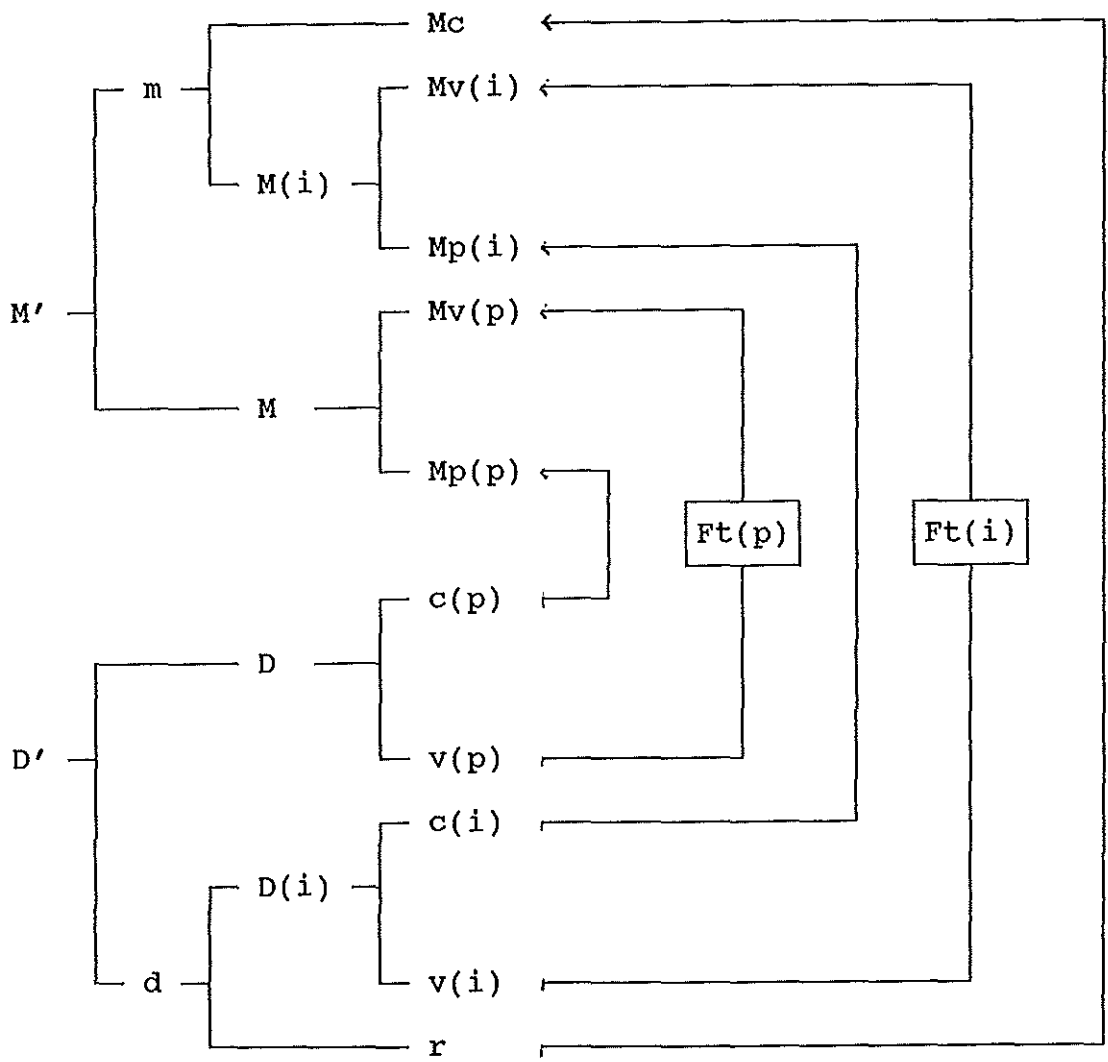 Mc
m
Mv(i)
M(i)
Mp(i)
M′
Mv(p)
M
Mp(p)
Ft(p)
Ft(i)
c(p)
D
D′
v(p)
c(i)
D(i)
d
v(i)
r